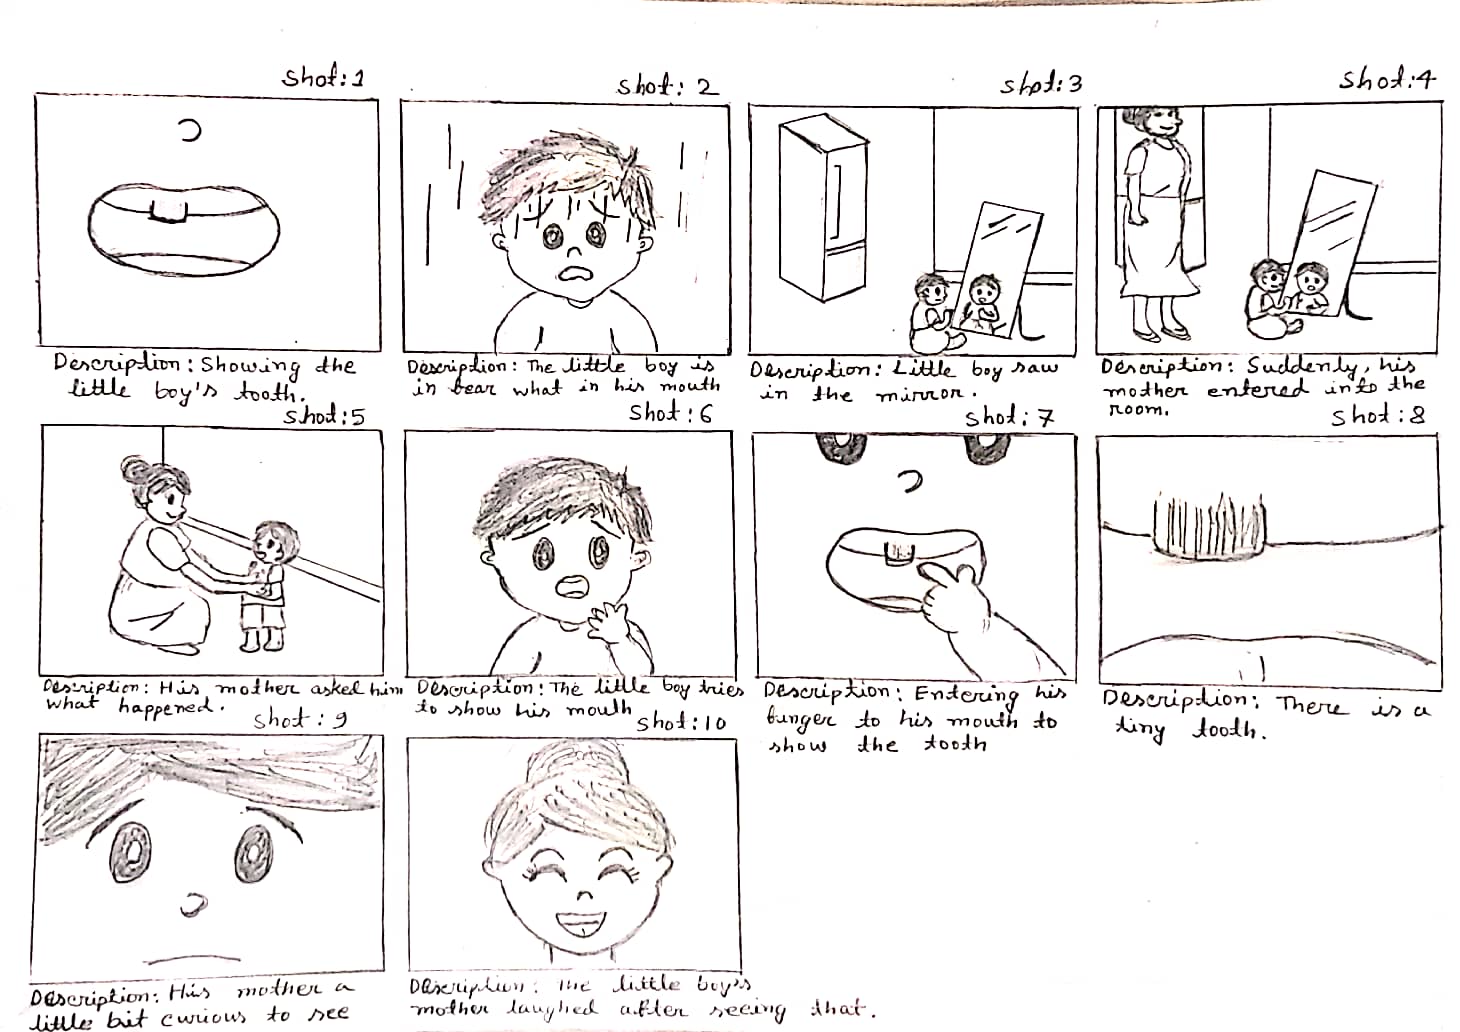 Shot:1
Description: Showing the
little boy's tooth.
Shot: 2
Description: The little boy is
in fear what in his mouth
Shot:3
Description: Little boy saw
in the mirror.
Shot:4
Description: Suddenly, his
mother entered into the
room.
Shot:5
Description: His mother asked him
what happened.
Shot:6
Description: The little boy tries
to show his mouth
Shot: 7
Description: Entering his
finger to his mouth to
show the tooth
Shot:8
Description: There is a
tiny tooth.
Shot: 9
Description: His mother a
little bit curious to see
Shot:10
Description: The little boy's
mother laughed after seeing that.